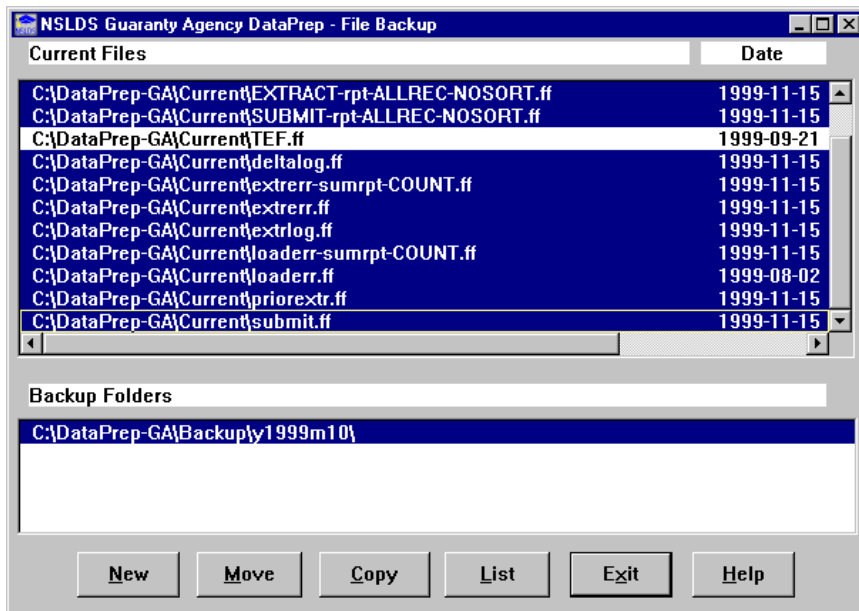 NSLDS Guaranty Agency DataPrep - File Backup
Current Files Date
C:\DataPrep-GA\Current\EXTRACT-rpt-ALLREC-NOSORT.ff 1999-11-15
C:\DataPrep-GA\Current\SUBMIT-rpt-ALLREC-NOSORT.ff 1999-11-15
C:\DataPrep-GA\Current\TEF.ff 1999-09-21
C:\DataPrep-GA\Current\deltalog.ff 1999-11-15
C:\DataPrep-GA\Current\extrerr-sumrpt-COUNT.ff 1999-11-15
C:\DataPrep-GA\Current\extrerr.ff 1999-11-15
C:\DataPrep-GA\Current\extrlog.ff 1999-11-15
C:\DataPrep-GA\Current\loaderr-sumrpt-COUNT.ff 1999-11-15
C:\DataPrep-GA\Current\loaderr.ff 1999-08-02
C:\DataPrep-GA\Current\priorextr.ff 1999-11-15
C:\DataPrep-GA\Current\submit.ff 1999-11-15
Backup Folders
C:\DataPrep-GA\Backup\y1999m10\
New Move Copy List Exit Help